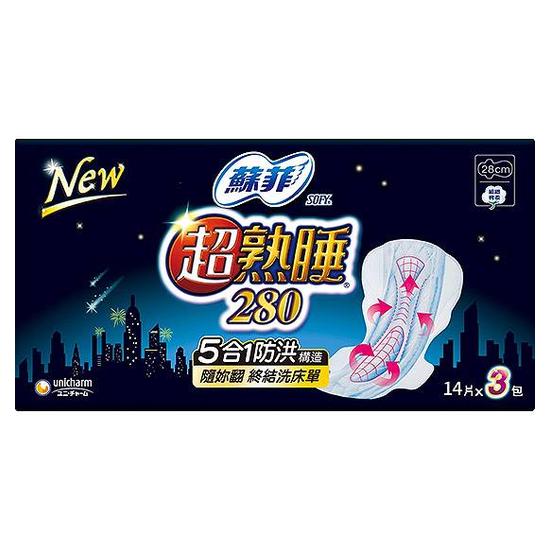 New
蘇菲
SOFY.
28cm
超熟睡®
280
5合1防洪構造
隨妳翻 終結洗床單
unicharm
ユニ・チャーム
14片x3包